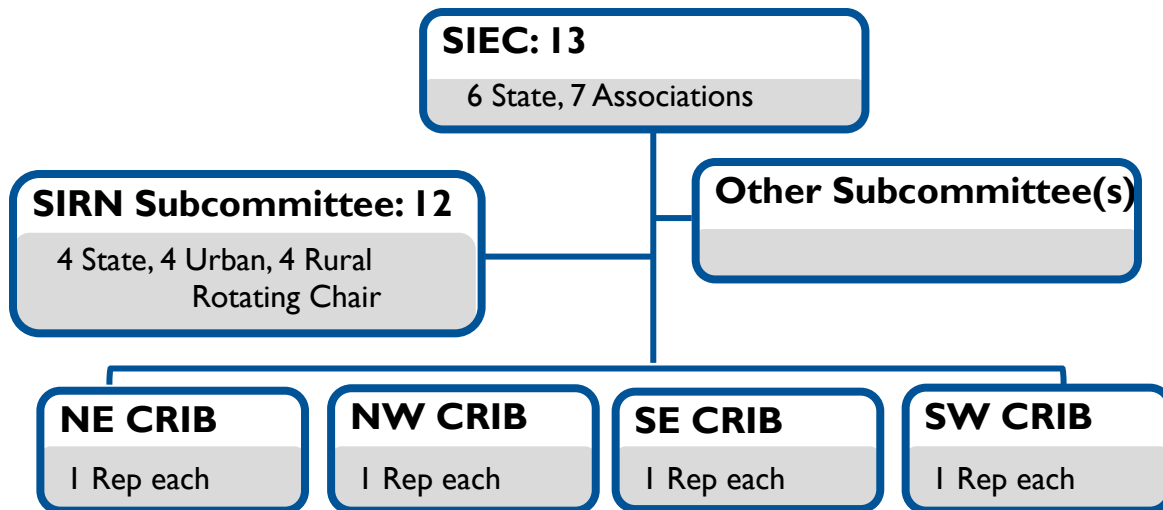 SIEC: 13
6 State, 7 Associations
SIRN Subcommittee: 12
4 State, 4 Urban, 4 Rural
Rotating Chair
Other Subcommittee(s)
NE CRIB
1 Rep each
NW CRIB
1 Rep each
SE CRIB
1 Rep each
SW CRIB
1 Rep each